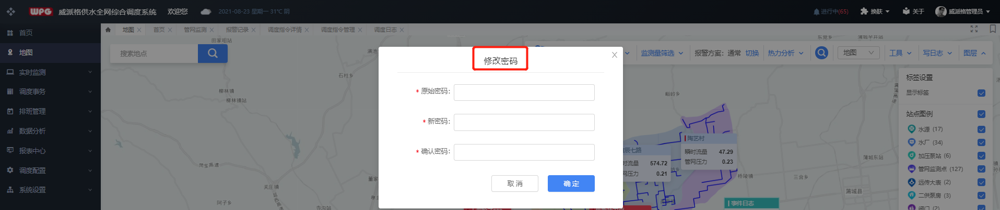 WPG 威派格供水全网综合调度系统 欢迎您 2021-08-23 星期一 31℃ 阴 进行中(65) 换肤 关于 威派格管理员
首页
地图
实时监测
调度事务
排班管理
数据分析
报表中心
调度配置
系统设置
地图 首页 管网监测 报警记录 调度指令详情 调度指令管理 调度日志
搜索地点
监测量筛选 报警方案：通常 切换 热力分析 地图 工具 写日志 图层
修改密码
* 原始密码：
* 新密码：
* 确认密码：
取 消 确 定
标签设置
显示标签
站点图例
水源 (17)
水厂 (34)
加压泵站 (6)
管网监测点 (127)
远传大表 (2)
二供泵房 (3)
阀门 (2)
田家咀站
石柱乡
柳林镇
柳林镇站
关庄镇
阿子乡
寺沟站
东党乡
峪岭乡
陶艺村
瞬时流量 47.29
管网压力 0.23
辰七路
时流量 574.72
网压力 0.21
桥陵镇
三合乡
蒲城东站
蒲城县
事件日志